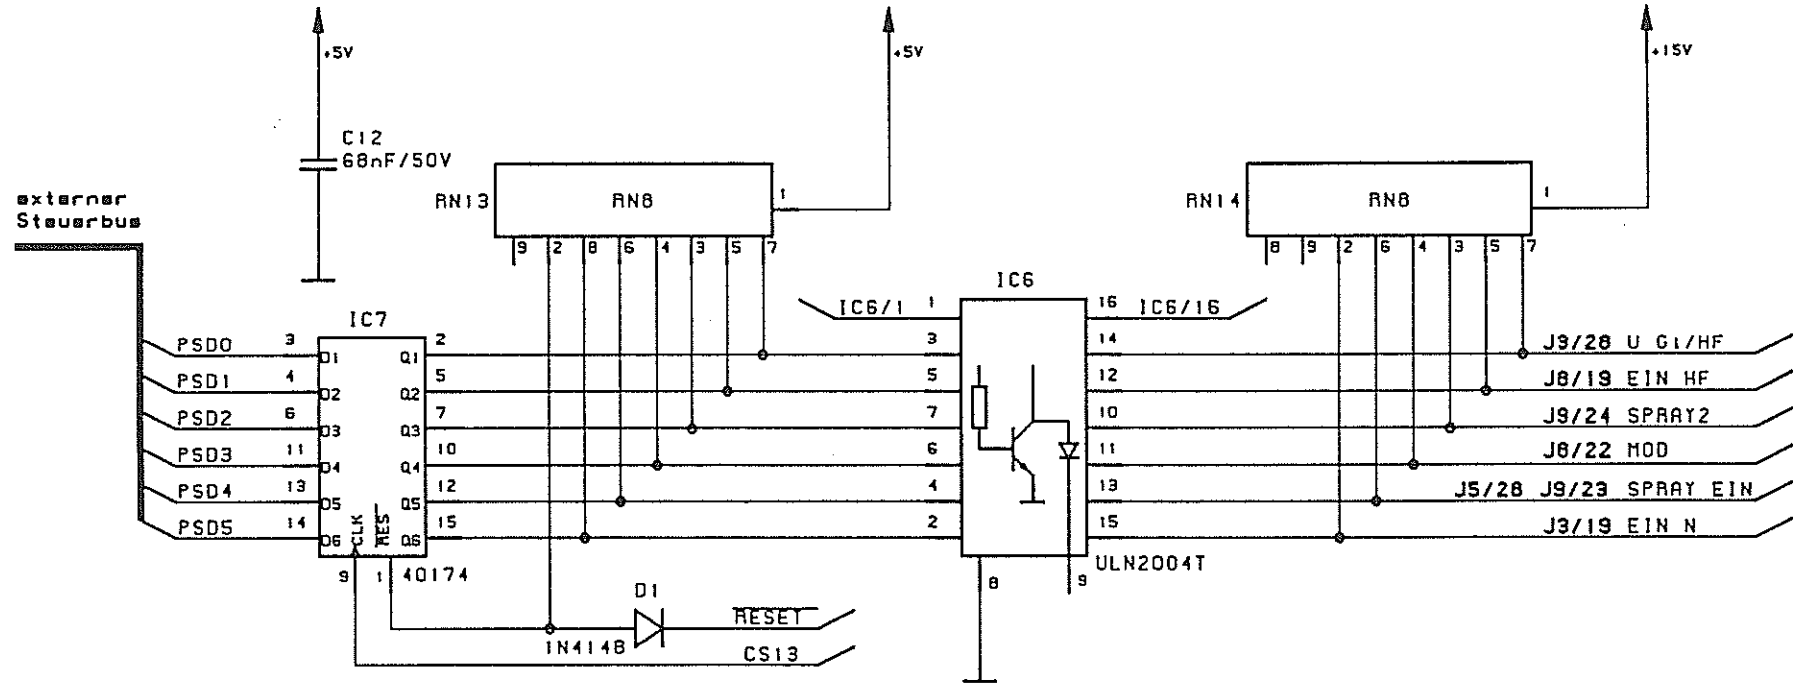 +5V
+5V
+15V
C12
68nF/50V
externer
Steuerbus
RN13
RN8
1
9 2 8 6 4 3 5 7
RN14
RN8
1
8 9 2 6 4 3 5 7
IC6
IC6/1 1
16 IC6/16
IC7
PSD0 3 D1 Q1 2
3 14
J9/28 U Gi/HF
PSD1 4 D2 Q2 5
5 12
J8/19 EIN HF
PSD2 6 D3 Q3 7
7 10
J9/24 SPRAY2
PSD3 11 D4 Q4 10
6 11
J8/22 MOD
PSD4 13 D5 Q5 12
4 13
J5/28 J9/23 SPRAY EIN
PSD5 14 D6 Q6 15
2 15
J3/19 EIN N
CLK
RES
9 1 40174
8 9 ULN2004T
D1
1N4148
RESET
CS13